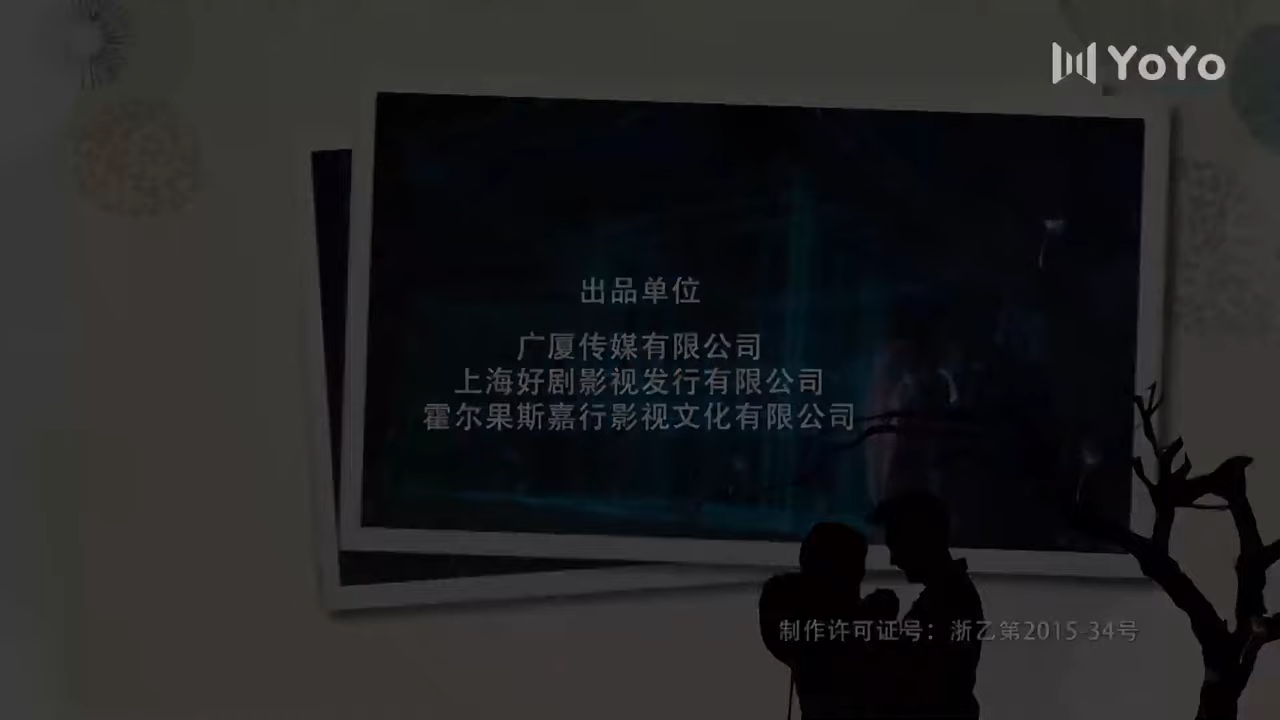 YoYo
出品单位
广厦传媒有限公司
上海好剧影视发行有限公司
霍尔果斯嘉行影视文化有限公司
制作许可证号：浙乙第2015-34号